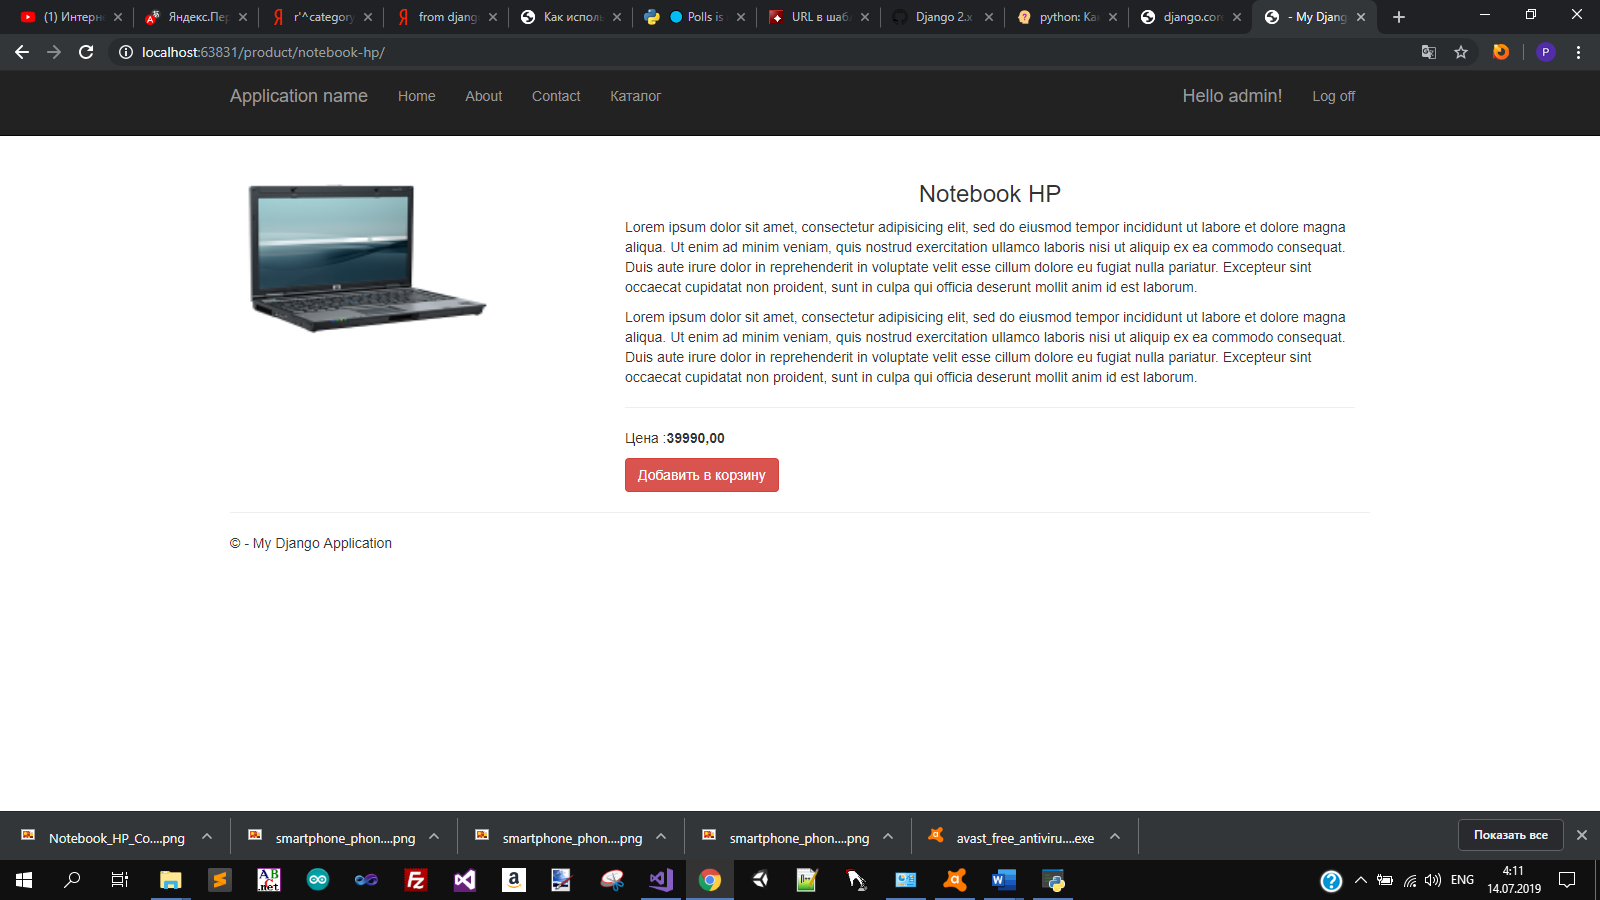 (1) Интерн
Яндекс.Пер
r'^category
from djang
Как исполь
Polls is
URL в шаб
Django 2.x
python: Ка
django.cor
- My Djang
localhost:63831/product/notebook-hp/
P
Application name
Home
About
Contact
Каталог
Hello admin!
Log off
Notebook HP
Lorem ipsum dolor sit amet, consectetur adipisicing elit, sed do eiusmod tempor incididunt ut labore et dolore magna
aliqua. Ut enim ad minim veniam, quis nostrud exercitation ullamco laboris nisi ut aliquip ex ea commodo consequat.
Duis aute irure dolor in reprehenderit in voluptate velit esse cillum dolore eu fugiat nulla pariatur. Excepteur sint
occaecat cupidatat non proident, sunt in culpa qui officia deserunt mollit anim id est laborum.
Lorem ipsum dolor sit amet, consectetur adipisicing elit, sed do eiusmod tempor incididunt ut labore et dolore magna
aliqua. Ut enim ad minim veniam, quis nostrud exercitation ullamco laboris nisi ut aliquip ex ea commodo consequat.
Duis aute irure dolor in reprehenderit in voluptate velit esse cillum dolore eu fugiat nulla pariatur. Excepteur sint
occaecat cupidatat non proident, sunt in culpa qui officia deserunt mollit anim id est laborum.
Цена :39990,00
Добавить в корзину
© - My Django Application
Notebook_HP_Co....png
smartphone_phon....png
smartphone_phon....png
smartphone_phon....png
avast_free_antiviru....exe
Показать все
ENG
4:11
14.07.2019